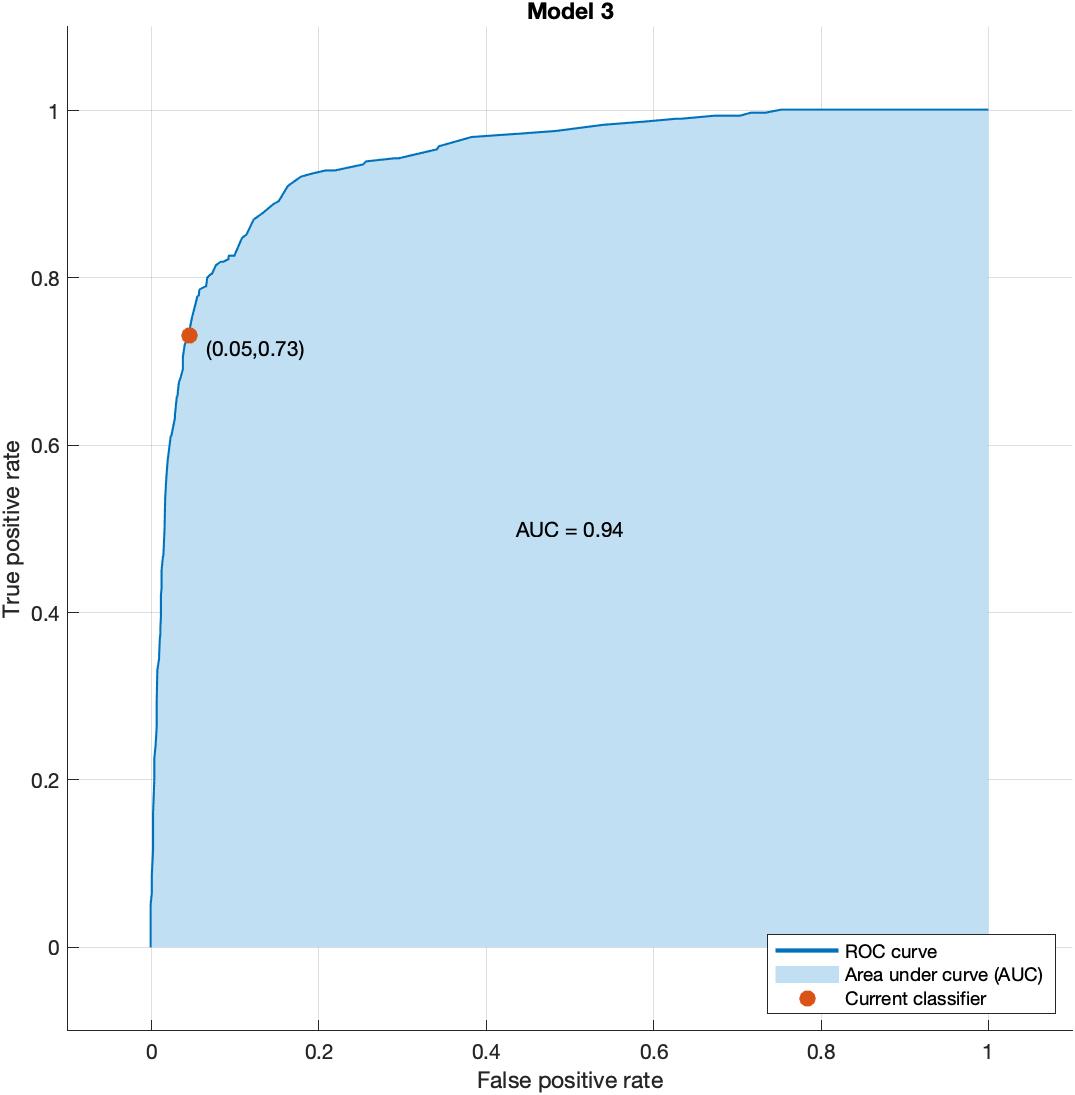 Model 3
1
0.8
(0.05,0.73)
0.6
True positive rate
AUC = 0.94
0.4
0.2
0
ROC curve
Area under curve (AUC)
Current classifier
0 0.2 0.4 0.6 0.8 1
False positive rate